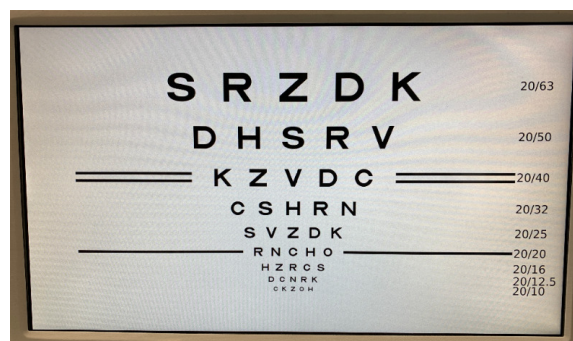 S R Z D K 20/63
D H S R V 20/50
K Z V D C 20/40
C S H R N 20/32
S V Z D K 20/25
R N C H O 20/20
H Z R C S 20/16
D C N R K 20/12.5
C K Z O H 20/10